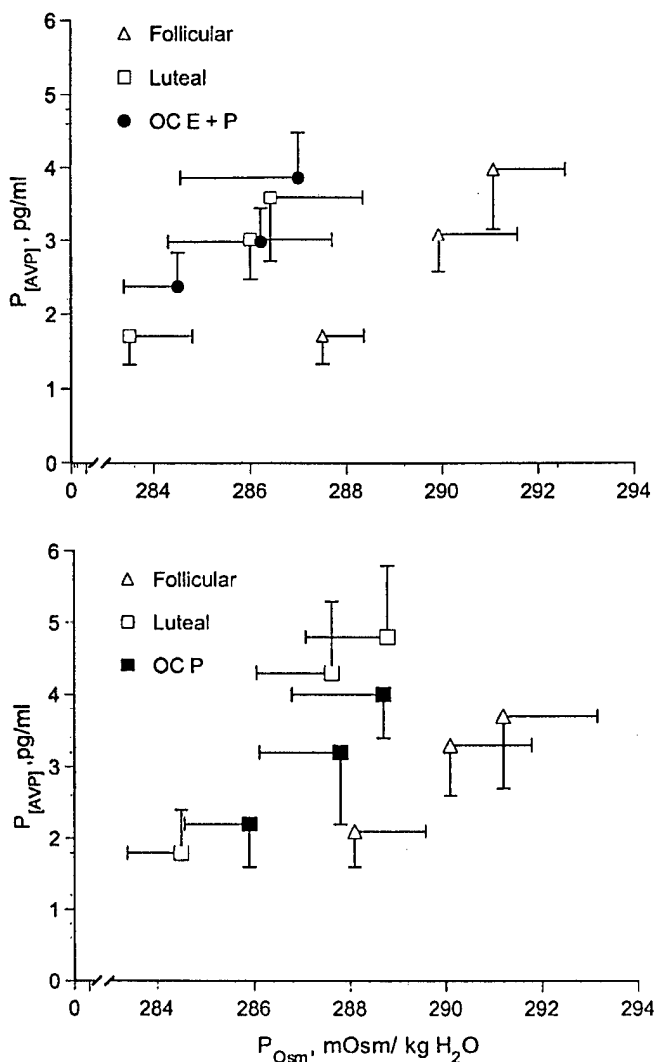 6
Follicular
Luteal
5
OC E + P
4
3
P[AVP], pg/ml
2
1
0
0 284 286 288 290 292 294
6
Follicular
Luteal
5
OC P
4
3
P[AVP],pg/ml
2
1
0
0 284 286 288 290 292 294
POsm, mOsm/ kg H2O